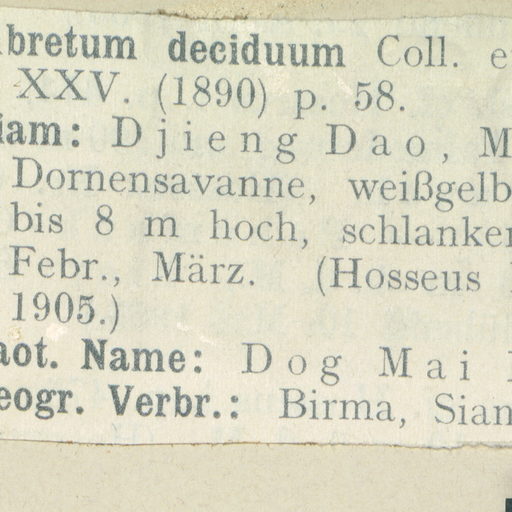 bretum deciduum Coll. e
XXV. (1890) p. 58.
iam: Djieng Dao, M
Dornensavanne, weißgelb
bis 8 m hoch, schlanker
Febr., März. (Hosseus
1905.)
aot. Name: Dog Mai
eogr. Verbr.: Birma, Siam